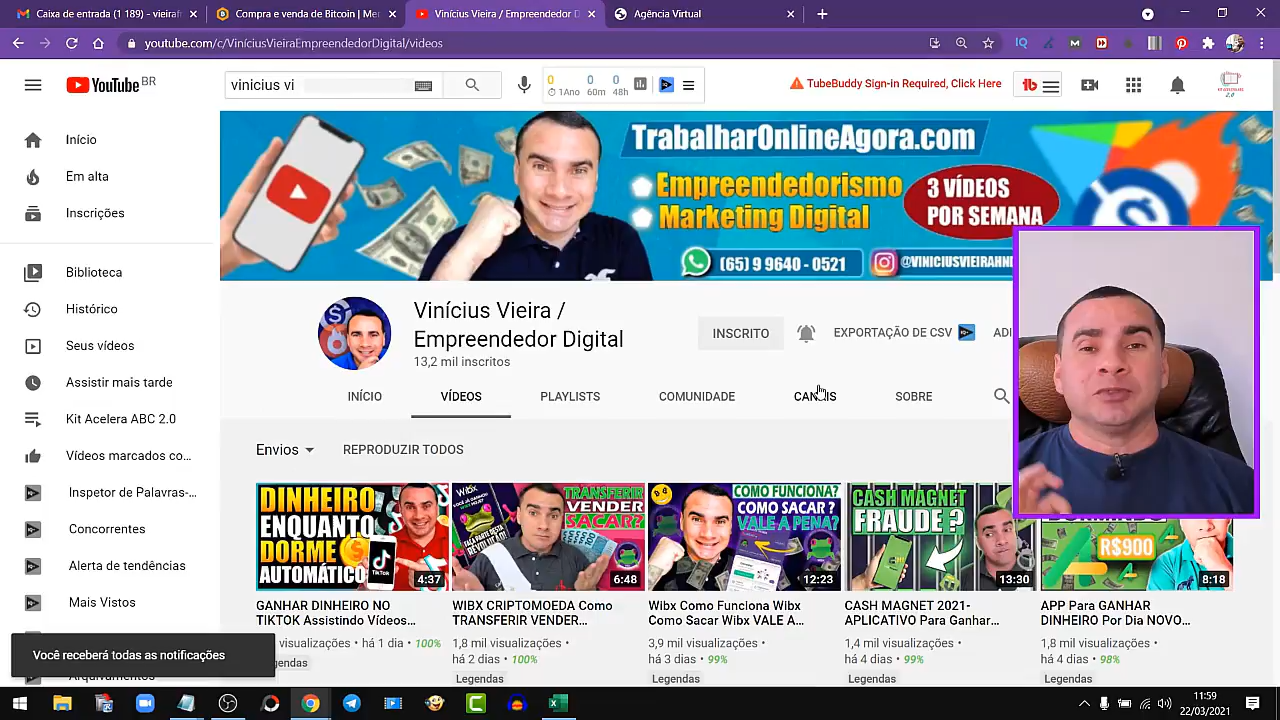 Caixa de entrada (1 189) - vieiraf
Compra e venda de Bitcoin | Mer
Vinícius Vieira / Empreendedor D
Agência Virtual
youtube.com/c/ViníciusVieiraEmpreendedorDigital/videos
YouTube BR
vinicius vi
0 0 0
1Ano 60m 48h
TubeBuddy Sign-In Required, Click Here
tb
Início
Em alta
Inscrições
Biblioteca
Histórico
Seus vídeos
Assistir mais tarde
Kit Acelera ABC 2.0
Vídeos marcados co...
Inspetor de Palavras-...
Concorrentes
Alerta de tendências
Mais Vistos
TrabalharOnlineAgora.com
Empreendedorismo
Marketing Digital
3 VÍDEOS
POR SEMANA
(65) 9 9640 - 0521
@VINICIUSVIEIRAHN
Vinícius Vieira /
Empreendedor Digital
13,2 mil inscritos
INSCRITO
EXPORTAÇÃO DE CSV
ADI
INÍCIO
VÍDEOS
PLAYLISTS
COMUNIDADE
CANAIS
SOBRE
Envios
REPRODUZIR TODOS
DINHEIRO
ENQUANTO
DORME
AUTOMÁTICO
TikTok
4:37
GANHAR DINHEIRO NO
TIKTOK Assistindo Vídeos...
visualizações • há 1 dia 100%
Legendas
Wibx
TRANSFERIR
VENDER
SACAR?
6:48
WIBX CRIPTOMOEDA Como
TRANSFERIR VENDER...
1,8 mil visualizações •
há 2 dias 100%
Legendas
COMO FUNCIONA?
COMO SACAR ?
VALE A PENA?
12:23
Wibx Como Funciona Wibx
Como Sacar Wibx VALE A...
3,9 mil visualizações •
há 3 dias 99%
Legendas
CASH MAGNET
FRAUDE ?
13:30
CASH MAGNET 2021-
APLICATIVO Para Ganhar...
1,4 mil visualizações •
há 4 dias 99%
Legendas
R$900
8:18
APP Para GANHAR
DINHEIRO Por Dia NOVO...
1,8 mil visualizações •
há 4 dias 98%
Legendas
Você receberá todas as notificações
11:59
22/03/2021